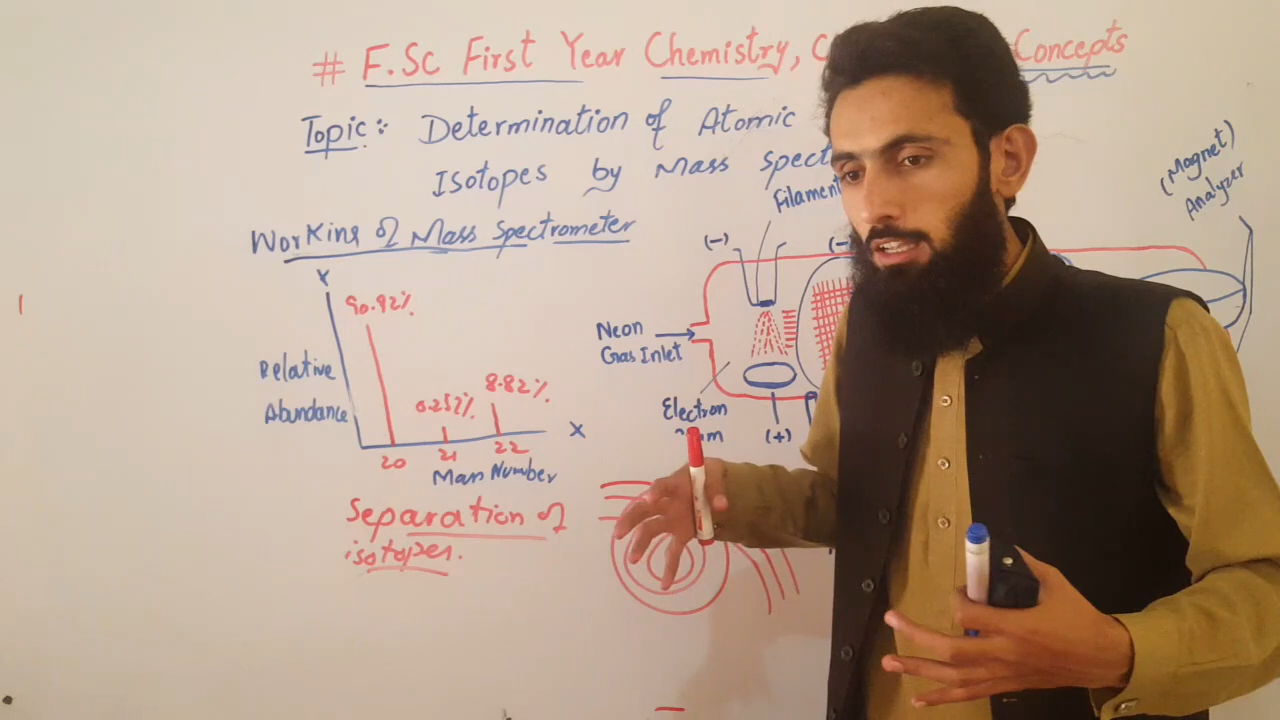 # F.Sc First Year Chemistry, C Concepts
Topic: Determination of Atomic
Isotopes by Mass Spect
Filament
(Magnet)
Analyzer
Working of Mass Spectrometer
(-)
(-)
Y
90.92%
Neon
Gas Inlet
Relative
Abundance
0.257%
8.82%
X
Electron
(+)
20
21
22
Mass Number
Separation of
isotopes.